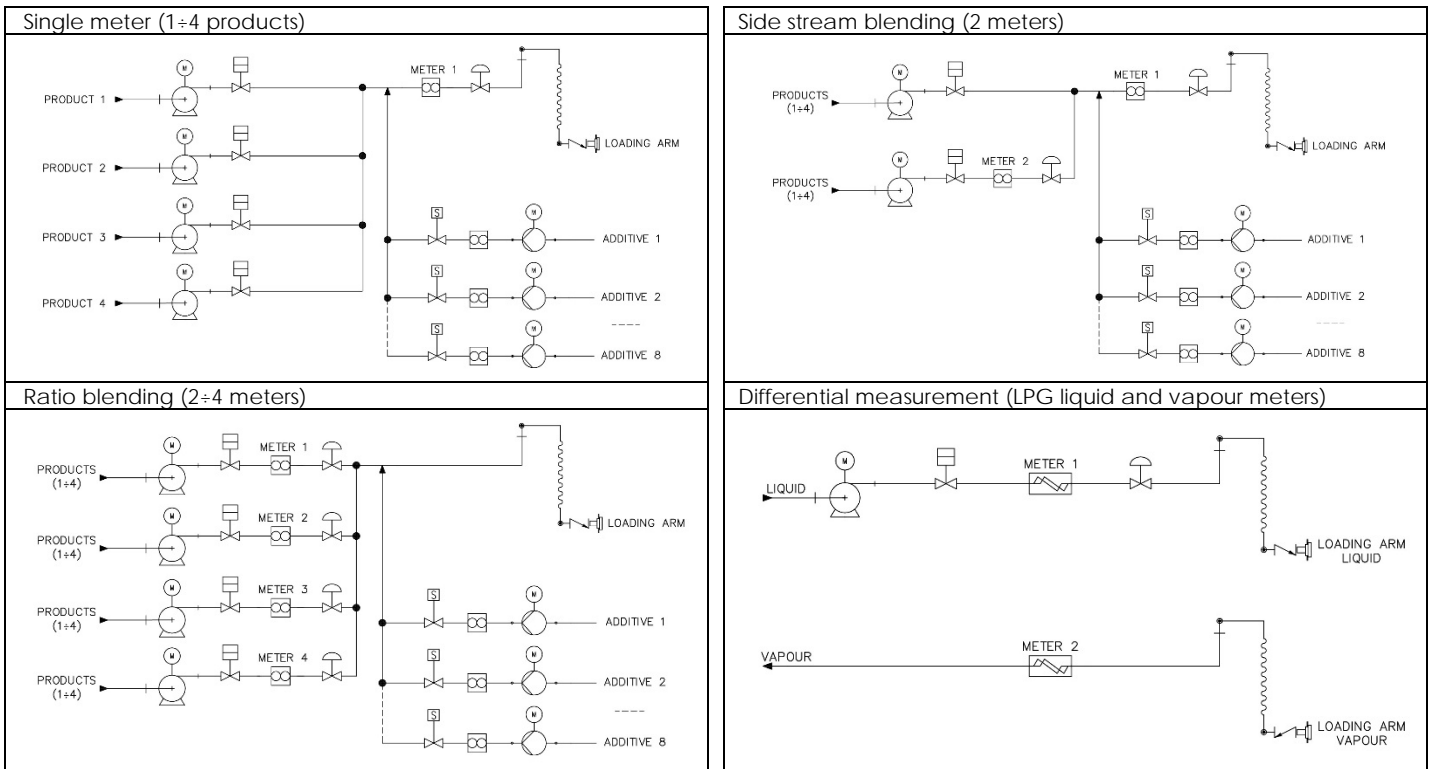 Single meter (1÷4 products)
M
METER 1
PRODUCT 1
LOADING ARM
M
PRODUCT 2
M
PRODUCT 3
S
M
ADDITIVE 1
M
PRODUCT 4
S
M
ADDITIVE 2
S
M
ADDITIVE 8
Side stream blending (2 meters)
M
METER 1
PRODUCTS
(1÷4)
LOADING ARM
M
METER 2
PRODUCTS
(1÷4)
S
M
ADDITIVE 1
S
M
ADDITIVE 2
S
M
ADDITIVE 8
Ratio blending (2÷4 meters)
M
METER 1
PRODUCTS
(1÷4)
M
METER 2
LOADING ARM
PRODUCTS
(1÷4)
M
METER 3
PRODUCTS
(1÷4)
S
M
ADDITIVE 1
M
METER 4
PRODUCTS
(1÷4)
S
M
ADDITIVE 2
S
M
ADDITIVE 8
Differential measurement (LPG liquid and vapour meters)
M
METER 1
LIQUID
LOADING ARM
LIQUID
METER 2
VAPOUR
LOADING ARM
VAPOUR